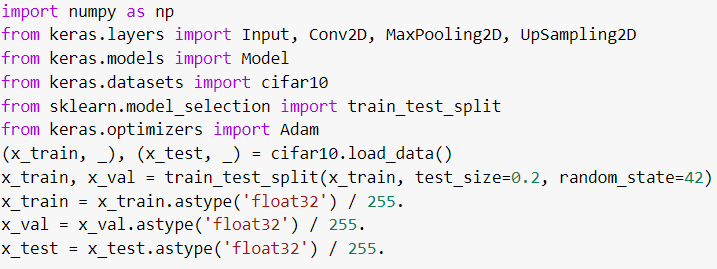 import numpy as np
from keras.layers import Input, Conv2D, MaxPooling2D, UpSampling2D
from keras.models import Model
from keras.datasets import cifar10
from sklearn.model_selection import train_test_split
from keras.optimizers import Adam
(x_train, _), (x_test, _) = cifar10.load_data()
x_train, x_val = train_test_split(x_train, test_size=0.2, random_state=42)
x_train = x_train.astype('float32') / 255.
x_val = x_val.astype('float32') / 255.
x_test = x_test.astype('float32') / 255.